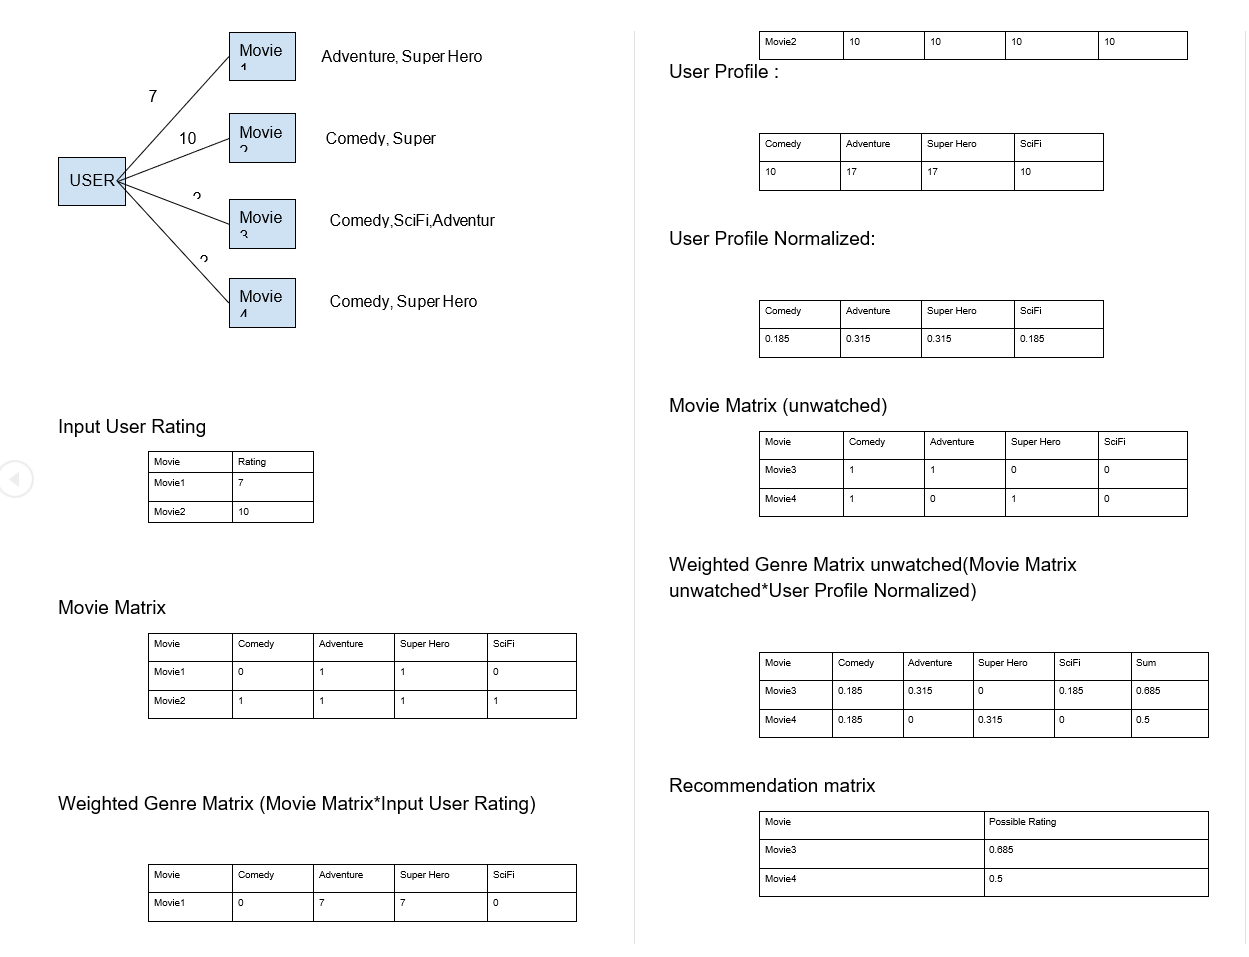 Movie
Adventure, Super Hero
7
10
Movie
Comedy, Super
USER
Movie
3
Comedy,SciFi,Adventur
Movie
Comedy, Super Hero
Input User Rating
Movie Rating
Movie1 7
Movie2 10
Movie Matrix
Movie Comedy Adventure Super Hero SciFi
Movie1 0 1 1 0
Movie2 1 1 1 1
Weighted Genre Matrix (Movie Matrix*Input User Rating)
Movie Comedy Adventure Super Hero SciFi
Movie1 0 7 7 0
Movie2 10 10 10 10
User Profile :
Comedy Adventure Super Hero SciFi
10 17 17 10
User Profile Normalized:
Comedy Adventure Super Hero SciFi
0.185 0.315 0.315 0.185
Movie Matrix (unwatched)
Movie Comedy Adventure Super Hero SciFi
Movie3 1 1 0 0
Movie4 1 0 1 0
Weighted Genre Matrix unwatched(Movie Matrix
unwatched*User Profile Normalized)
Movie Comedy Adventure Super Hero SciFi Sum
Movie3 0.185 0.315 0 0.185 0.685
Movie4 0.185 0 0.315 0 0.5
Recommendation matrix
Movie Possible Rating
Movie3 0.685
Movie4 0.5